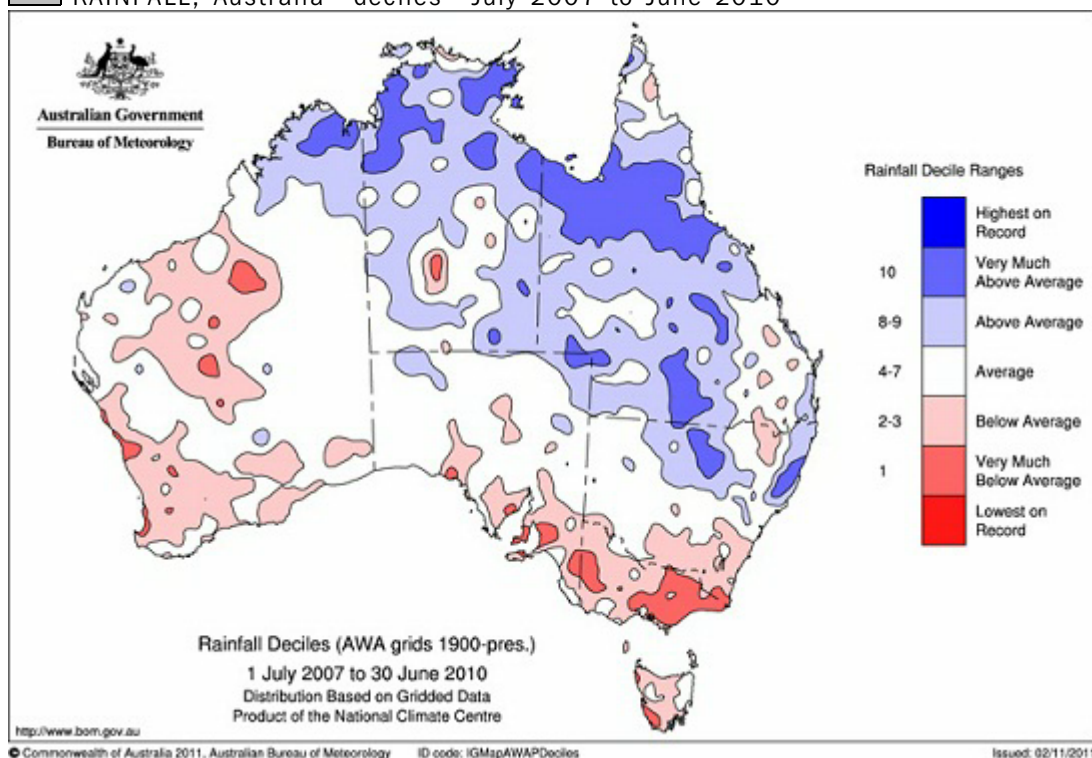 RAINFALL, Australia deciles July 2007 to June 2010
Australian Government
Bureau of Meteorology
Rainfall Decile Ranges
Highest on
Record
10
Very Much
Above Average
8-9
Above Average
4-7
Average
2-3
Below Average
1
Very Much
Below Average
Lowest on
Record
Rainfall Deciles (AWA grids 1900-pres.)
1 July 2007 to 30 June 2010
Distribution Based on Gridded Data
Product of the National Climate Centre
http://www.bom.gov.au
© Commonwealth of Australia 2011, Australian Bureau of Meteorology ID code: IGMapAWAPDeciles Issued: 02/11/2011